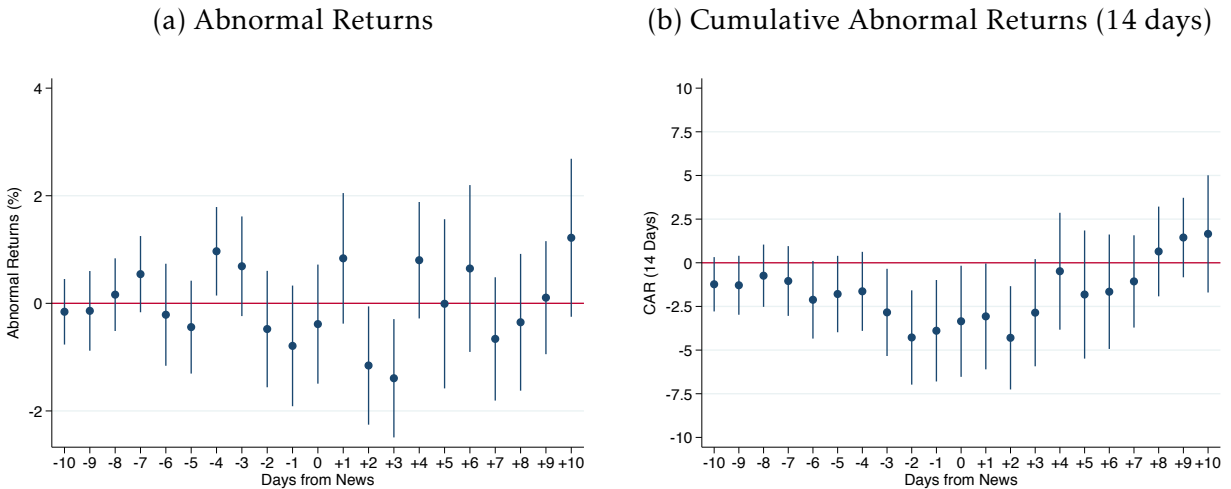 (a) Abnormal Returns
4
2
0
-2
Abnormal Returns (%)
-10 -9 -8 -7 -6 -5 -4 -3 -2 -1 0 +1 +2 +3 +4 +5 +6 +7 +8 +9 +10
Days from News
(b) Cumulative Abnormal Returns (14 days)
10
7.5
5
2.5
0
-2.5
-5
-7.5
-10
CAR (14 Days)
-10 -9 -8 -7 -6 -5 -4 -3 -2 -1 0 +1 +2 +3 +4 +5 +6 +7 +8 +9 +10
Days from News